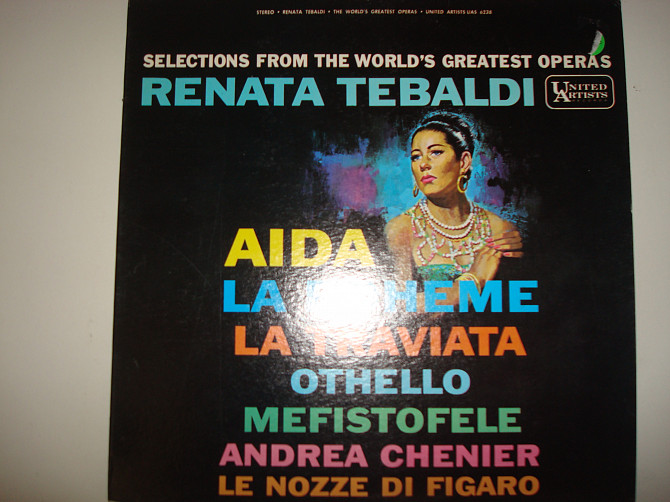 STEREO • RENATA TEBALDI • THE WORLD'S GREATEST OPERAS • UNITED ARTISTS UAS 6238
SELECTIONS FROM THE WORLD'S GREATEST OPERAS
RENATA TEBALDI
UNITED
ARTISTS
RECORDS
AIDA
LA BOHEME
LA TRAVIATA
OTHELLO
MEFISTOFELE
ANDREA CHENIER
LE NOZZE DI FIGARO